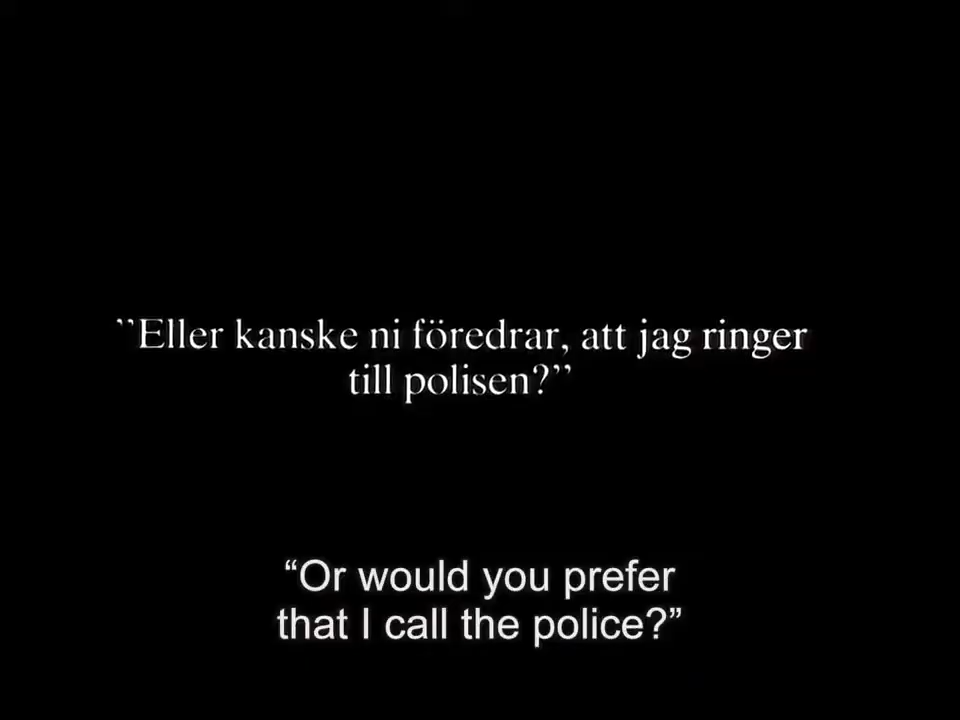 ”Eller kanske ni föredrar, att jag ringer
till polisen?”
“Or would you prefer
that I call the police?”